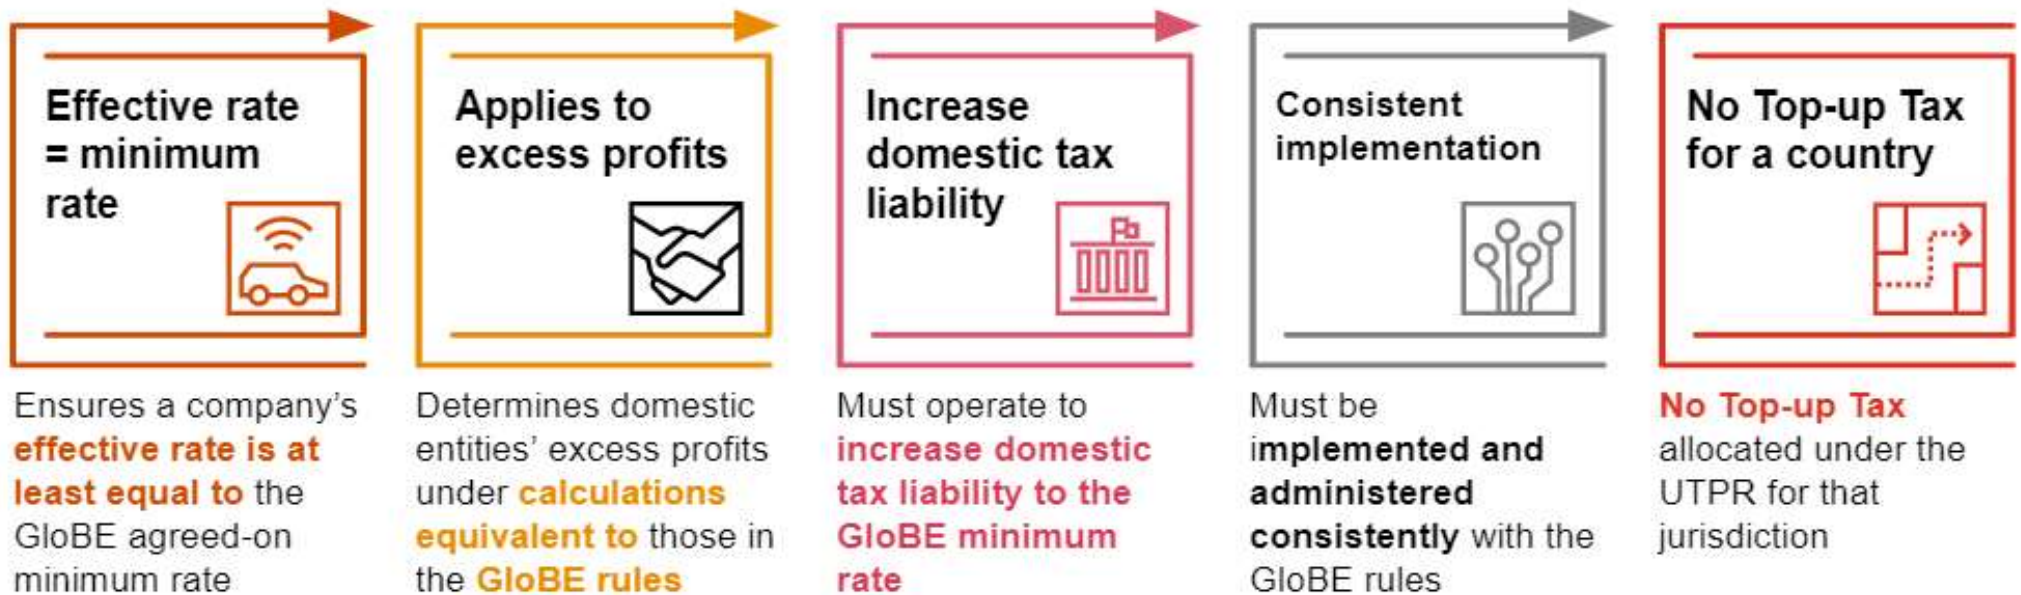 Effective rate
= minimum
rate
Ensures a company's
effective rate is at
least equal to the
GloBE agreed-on
minimum rate
Applies to
excess profits
Determines domestic
entities' excess profits
under calculations
equivalent to those in
the GloBE rules
Increase
domestic tax
liability
Must operate to
increase domestic
tax liability to the
GloBE minimum
rate
Consistent
implementation
Must be
implemented and
administered
consistently with the
GloBE rules
No Top-up Tax
for a country
No Top-up Tax
allocated under the
UTPR for that
jurisdiction